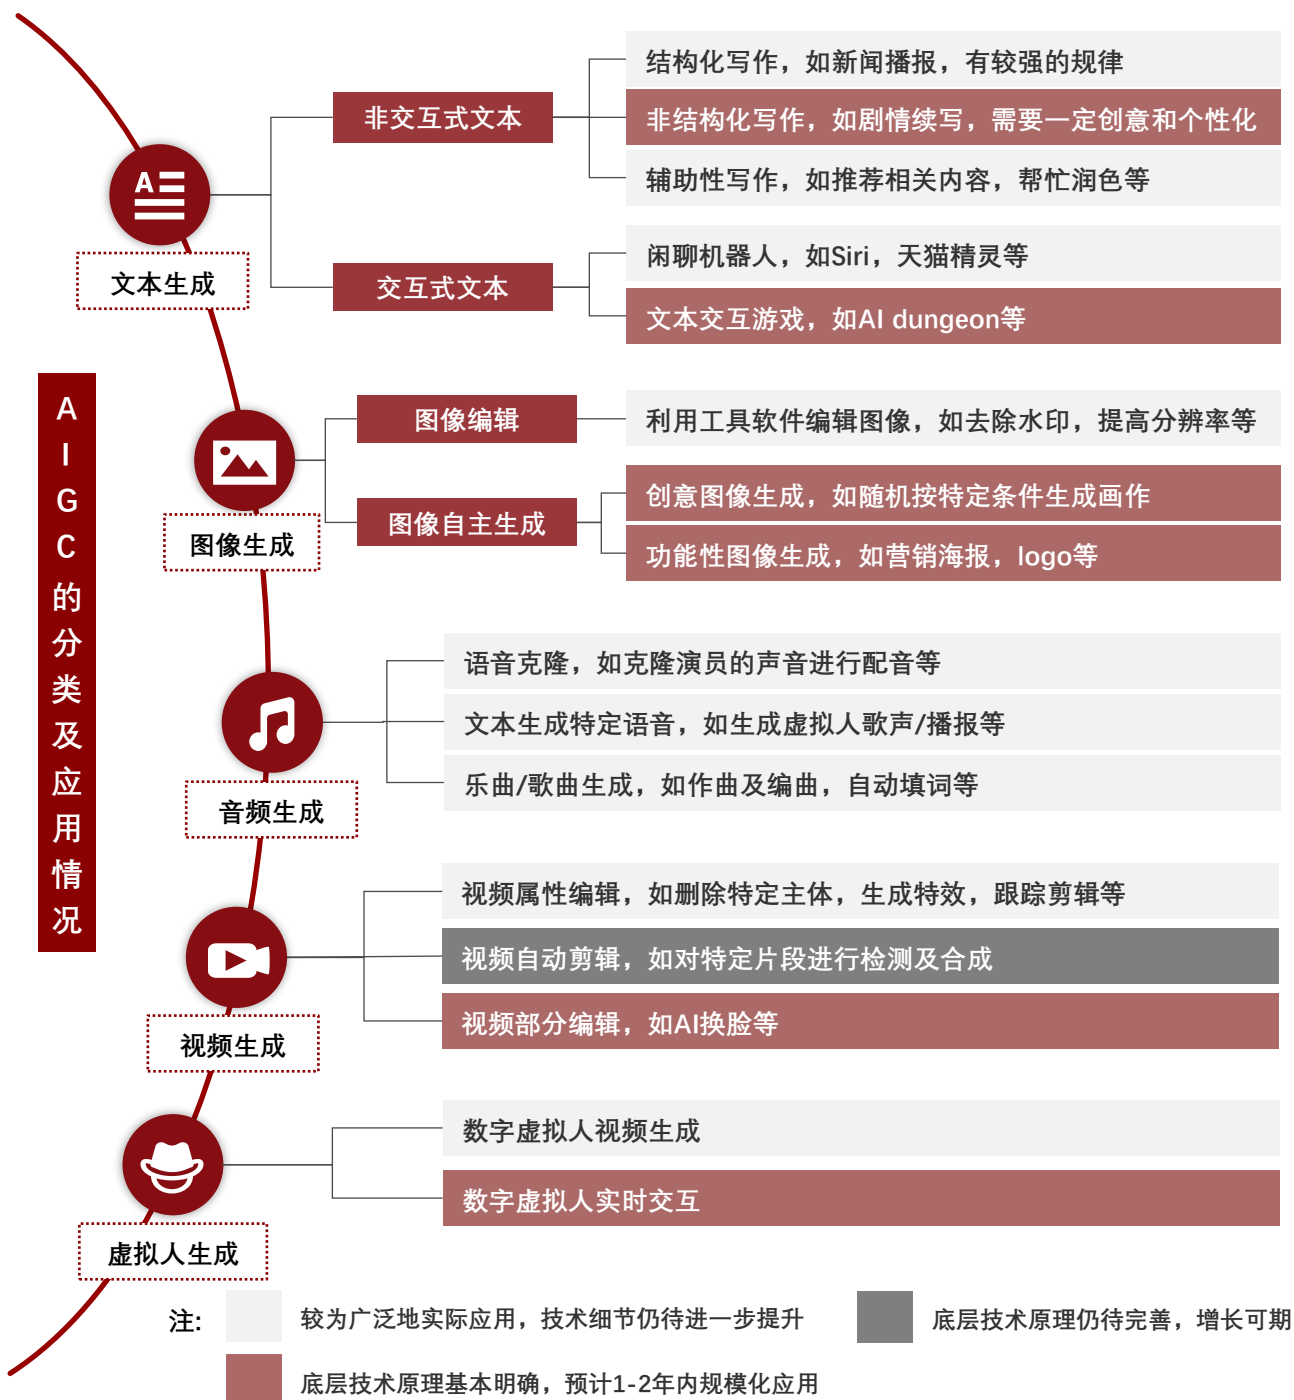 AIGC的分类及应用情况
文本生成
非交互式文本
结构化写作，如新闻播报，有较强的规律
非结构化写作，如剧情续写，需要一定创意和个性化
辅助性写作，如推荐相关内容，帮忙润色等
交互式文本
闲聊机器人，如Siri，天猫精灵等
文本交互游戏，如AI dungeon等
图像生成
图像编辑
利用工具软件编辑图像，如去除水印，提高分辨率等
图像自主生成
创意图像生成，如随机按特定条件生成画作
功能性图像生成，如营销海报，logo等
音频生成
语音克隆，如克隆演员的声音进行配音等
文本生成特定语音，如生成虚拟人歌声/播报等
乐曲/歌曲生成，如作曲及编曲，自动填词等
视频生成
视频属性编辑，如删除特定主体，生成特效，跟踪剪辑等
视频自动剪辑，如对特定片段进行检测及合成
视频部分编辑，如AI换脸等
虚拟人生成
数字虚拟人视频生成
数字虚拟人实时交互
注:
较为广泛地实际应用，技术细节仍待进一步提升
底层技术原理仍待完善，增长可期
底层技术原理基本明确，预计1-2年内规模化应用